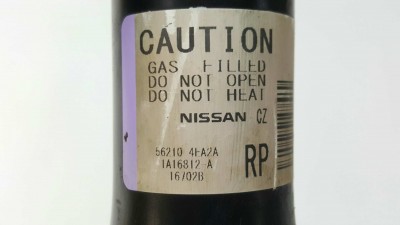 CAUTION
GAS FILLED
DO NOT OPEN
DO NOT HEAT
NISSAN CZ
56210 4EA2A
1A16812-A
16/02B
RP